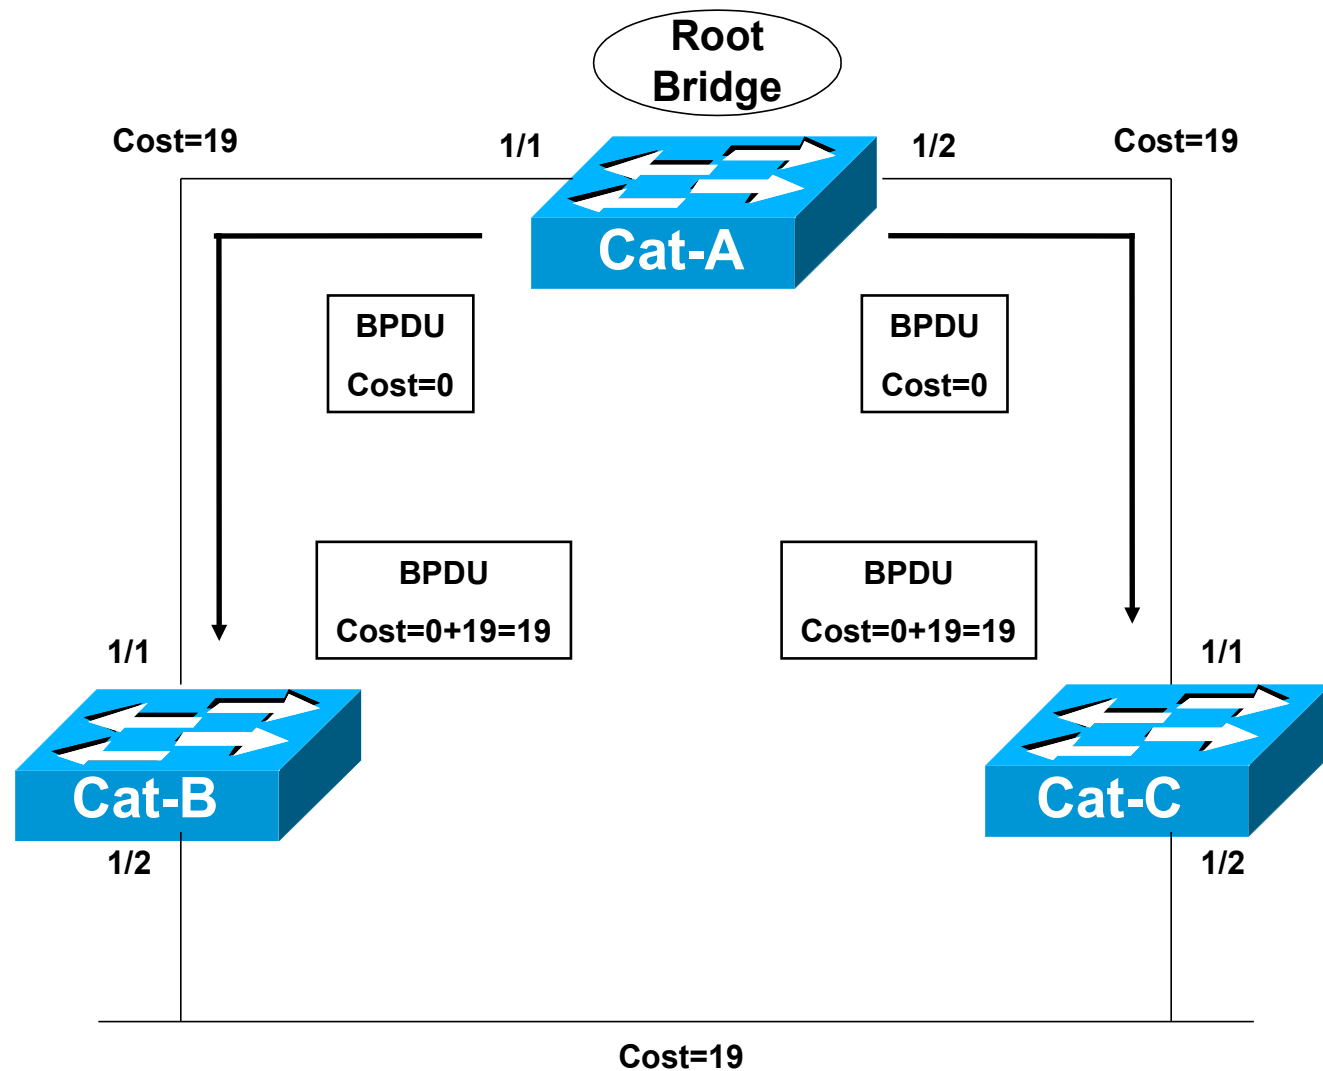 Root
Bridge
Cost=19
1/1
1/2
Cost=19
Cat-A
BPDU
Cost=0
BPDU
Cost=0
BPDU
Cost=0+19=19
BPDU
Cost=0+19=19
1/1
1/1
Cat-B
Cat-C
1/2
1/2
Cost=19